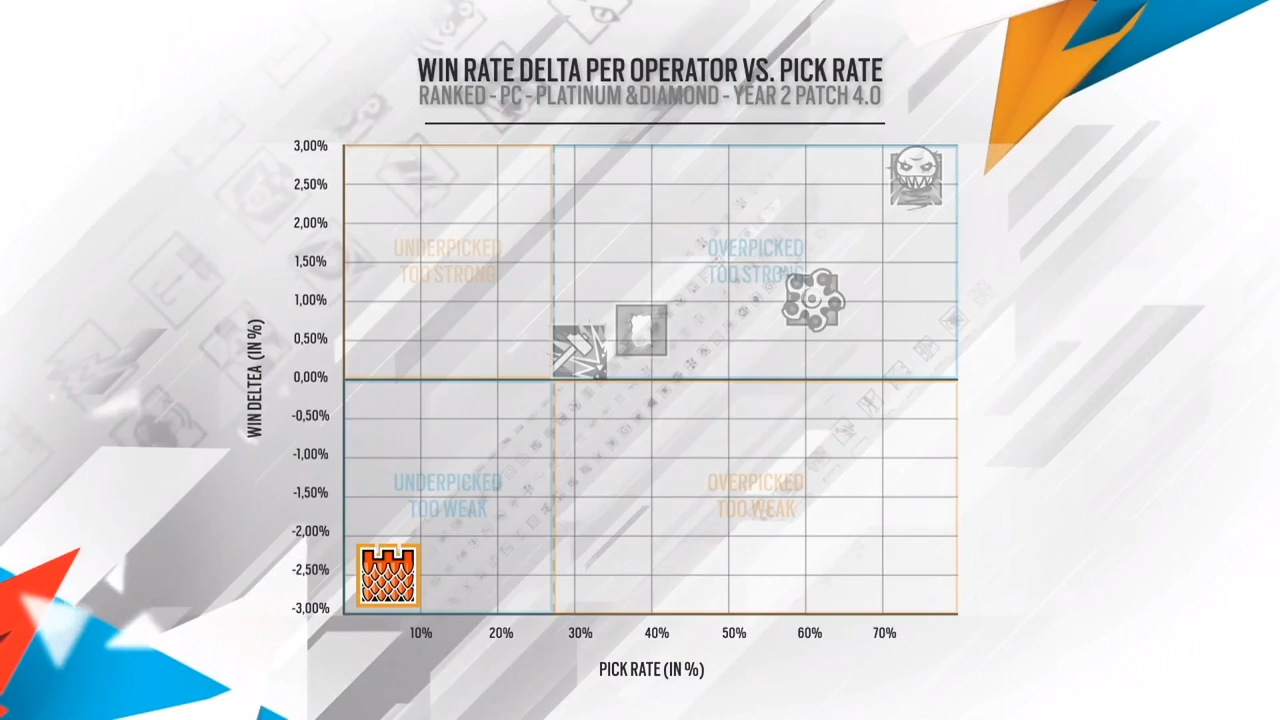 WIN RATE DELTA PER OPERATOR VS. PICK RATE
RANKED - PC - PLATINUM & DIAMOND - YEAR 2 PATCH 4.0
3,00%
2,50%
2,00%
1,50%
1,00%
0,50%
0,00%
-0,50%
-1,00%
-1,50%
-2,00%
-2,50%
-3,00%
WIN DELTEA (IN %)
UNDERPICKED
TOO STRONG
OVERPICKED
TOO STRONG
UNDERPICKED
TOO WEAK
OVERPICKED
TOO WEAK
10%
20%
30%
40%
50%
60%
70%
PICK RATE (IN %)